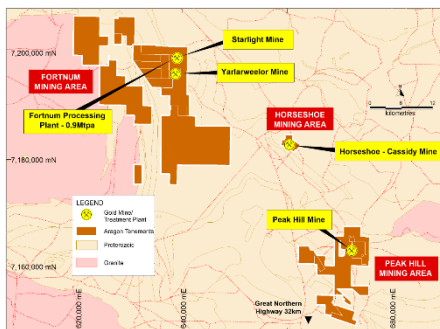 Starlight Mine
7,200,000 mN
FORTNUM
MINING AREA
Yarlarweelor Mine
0
6
12
kilometres
Fortnum Processing
Plant - 0.9Mtpa
HORSESHOE
MINING AREA
7,180,000 mN
Horseshoe - Cassidy Mine
LEGEND
Gold Mine/
Treatment Plant
Aragon Tenements
Proterozoic
Granite
Peak Hill Mine
7,160,000 mN
PEAK HILL
MINING AREA
620,000 mE
640,000 mE
Great Northern
Highway 32km
680,000 mE